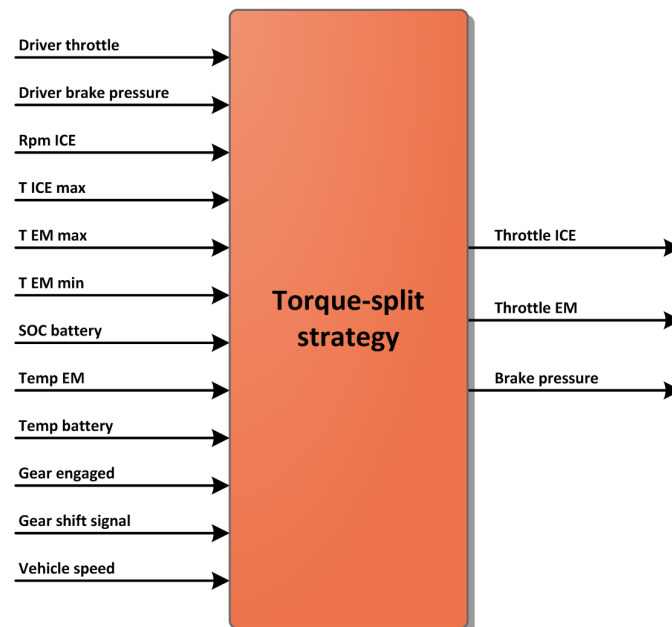 Driver throttle
Driver brake pressure
Rpm ICE
T ICE max
T EM max
T EM min
SOC battery
Temp EM
Temp battery
Gear engaged
Gear shift signal
Vehicle speed
Torque-split
strategy
Throttle ICE
Throttle EM
Brake pressure